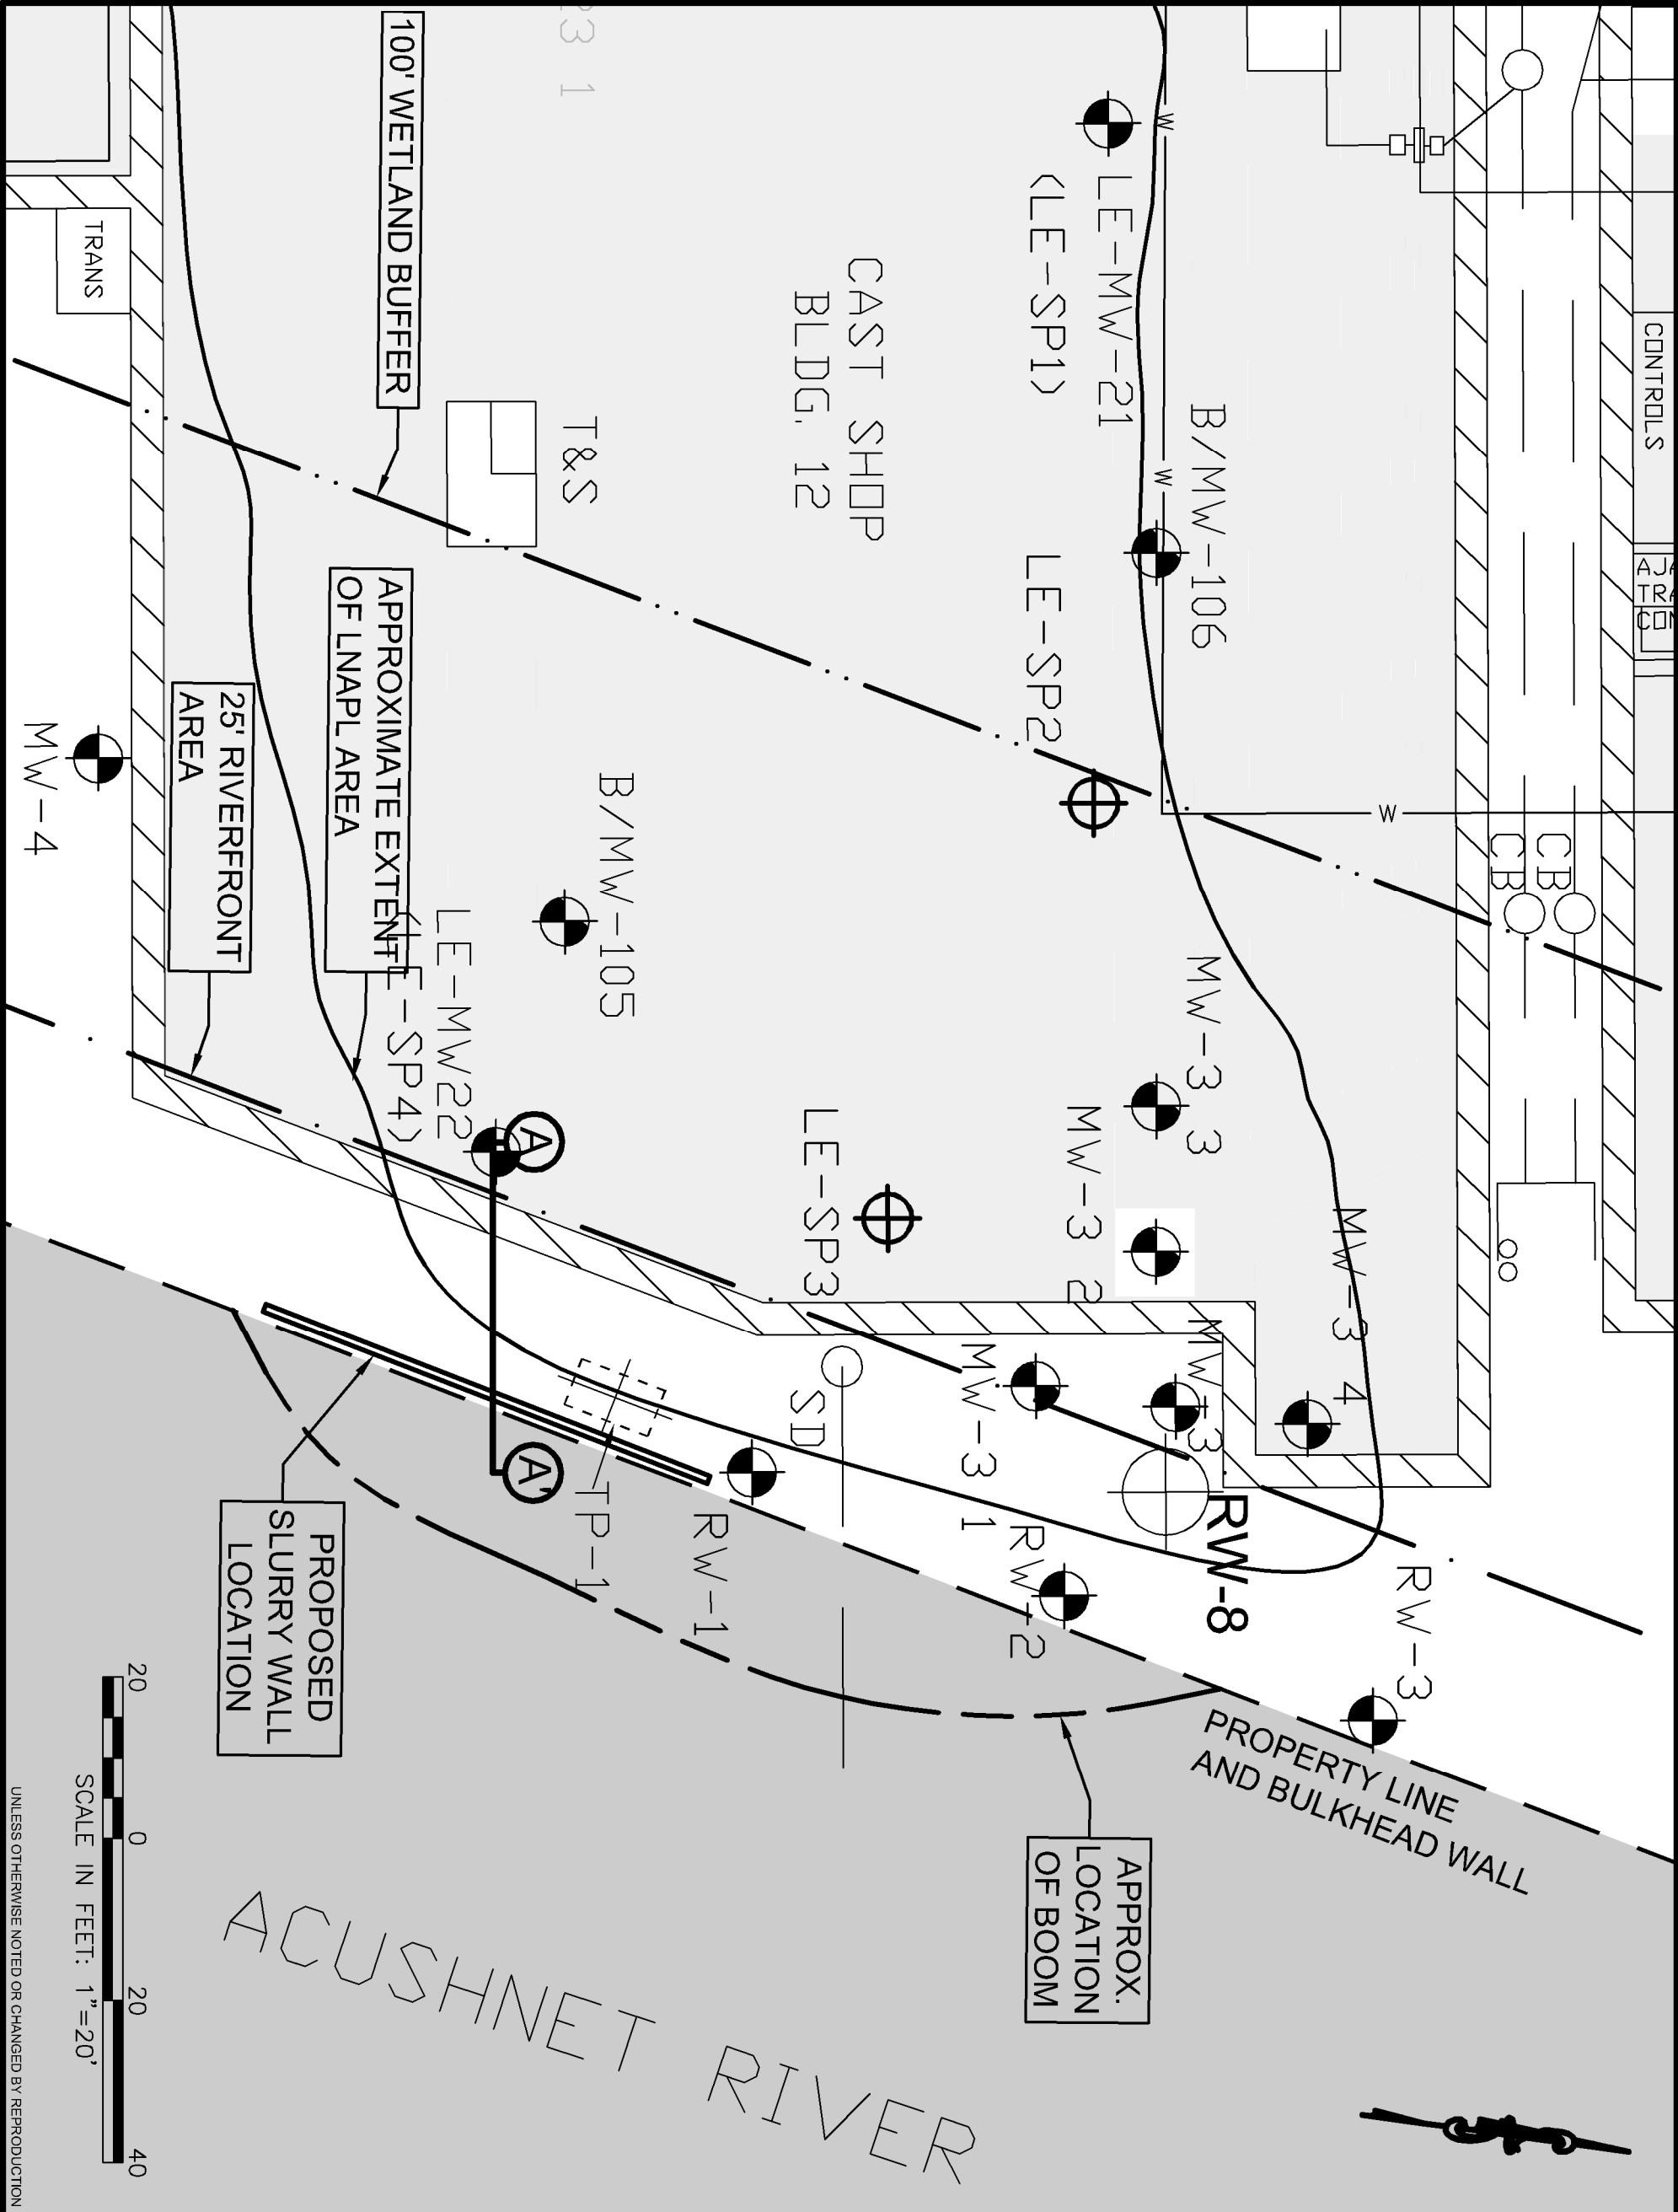 23 1
100' WETLAND BUFFER
TRANS
LE-MW-21
(LE-SP1)
W
W
W
CAST SHOP
BLDG. 12
T&S
B/MW-106
LE-SP2
CONTROLS
CB
CB
APPROXIMATE EXTENT
OF LNAPL AREA
25' RIVERFRONT
AREA
MW-4
B/MW-105
LE-MW22
-SP4)
A
A'
MW-3 3
MW-3 2
LE-SP3
MW-3 4
MW-3 1
SD
TP-1
RW-1
RW-2
RW-8
RW-3
PROPOSED
SLURRY WALL
LOCATION
PROPERTY LINE
AND BULKHEAD WALL
APPROX.
LOCATION
OF BOOM
ACUSHNET RIVER
20 0 20 40
SCALE IN FEET: 1"=20'
UNLESS OTHERWISE NOTED OR CHANGED BY REPRODUCTION